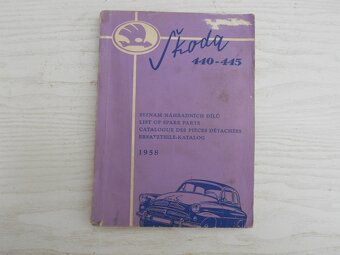 Škoda
440-445
SEZNAM NÁHRADNÍCH DÍLŮ
LIST OF SPARE PARTS
CATALOGUE DES PIÈCES DÉTACHÉES
ERSATZTEILE-KATALOG
1958